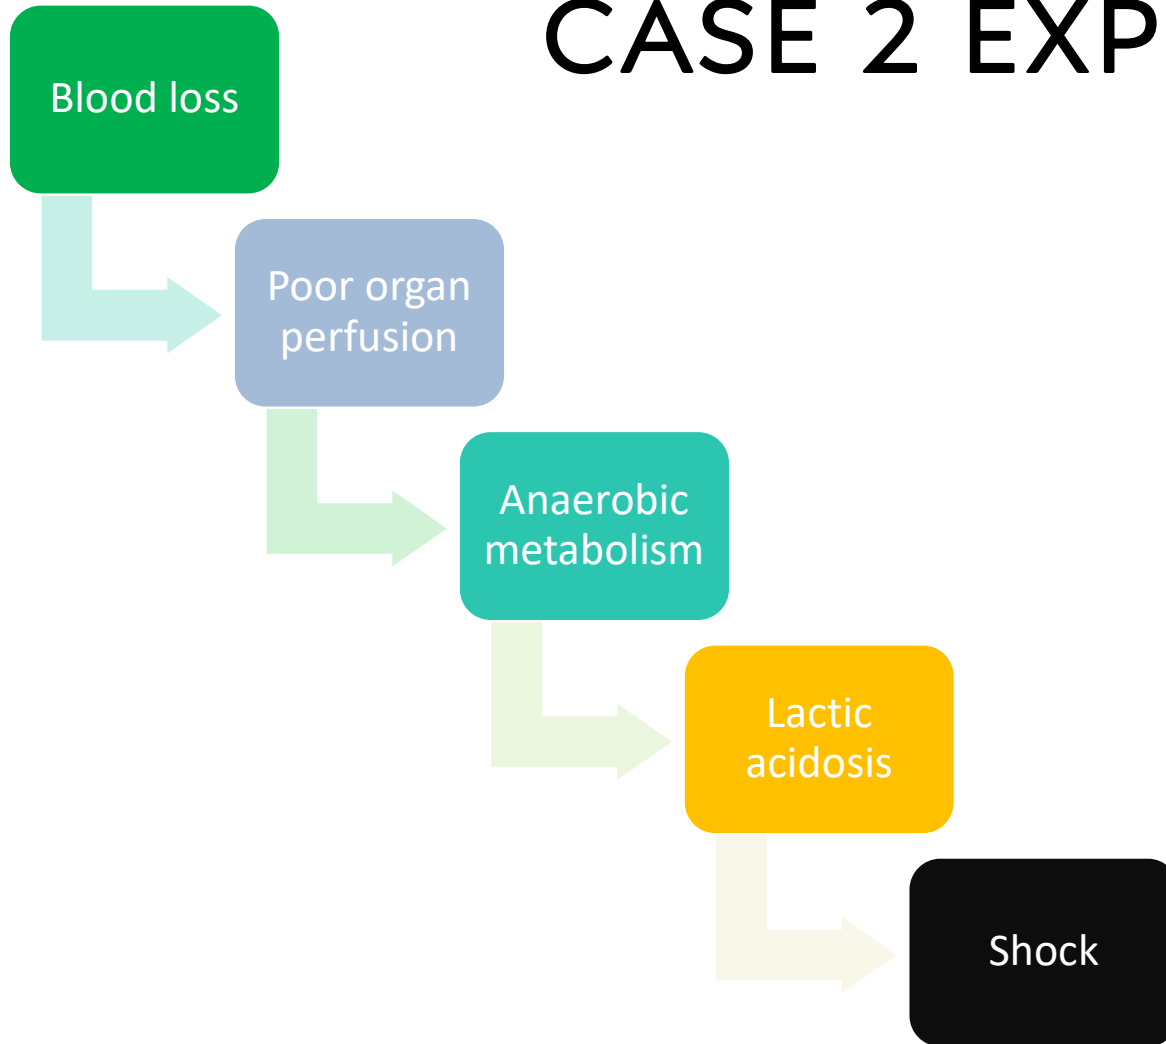 CASE 2 EXP
Blood loss
Poor organ
perfusion
Anaerobic
metabolism
Lactic
acidosis
Shock